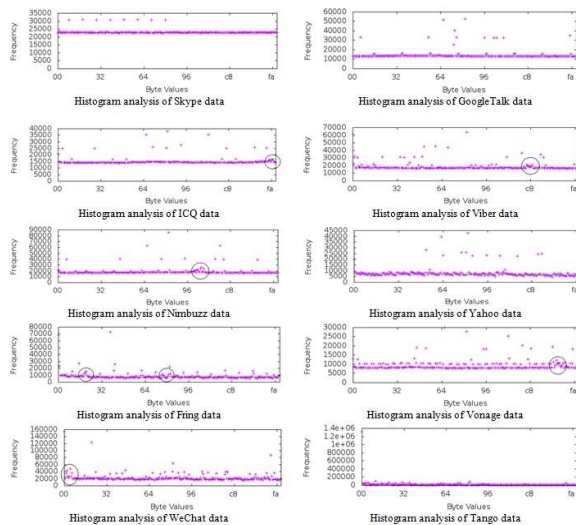 Frequency
35000
30000
25000
20000
15000
10000
5000
0
00 32 64 96 c8 fa
Byte Values
Histogram analysis of Skype data
Frequency
60000
50000
40000
30000
20000
10000
0
00 32 64 96 c8 fa
Byte Values
Histogram analysis of GoogleTalk data
Frequency
40000
35000
30000
25000
20000
15000
10000
5000
0
00 32 64 96 c8 fa
Byte Values
Histogram analysis of ICQ data
Frequency
70000
60000
50000
40000
30000
20000
10000
0
00 32 64 96 c8 fa
Byte Values
Histogram analysis of Viber data
Frequency
90000
80000
70000
60000
50000
40000
30000
20000
10000
0
00 32 64 96 c8 fa
Byte Values
Histogram analysis of Nimbuzz data
Frequency
45000
40000
35000
30000
25000
20000
15000
10000
5000
0
00 32 64 96 c8 fa
Byte Values
Histogram analysis of Yahoo data
Frequency
80000
70000
60000
50000
40000
30000
20000
10000
0
00 32 64 96 c8 fa
Byte Values
Histogram analysis of Fring data
Frequency
30000
25000
20000
15000
10000
5000
0
00 32 64 96 c8 fa
Byte Values
Histogram analysis of Vonage data
Frequency
160000
140000
120000
100000
80000
60000
40000
20000
0
00 32 64 96 c8 fa
Byte Values
Histogram analysis of WeChat data
Frequency
1.4e+06
1.2e+06
1e+06
800000
600000
400000
200000
0
00 32 64 96 c8 fa
Byte Values
Histogram analysis of Tango data